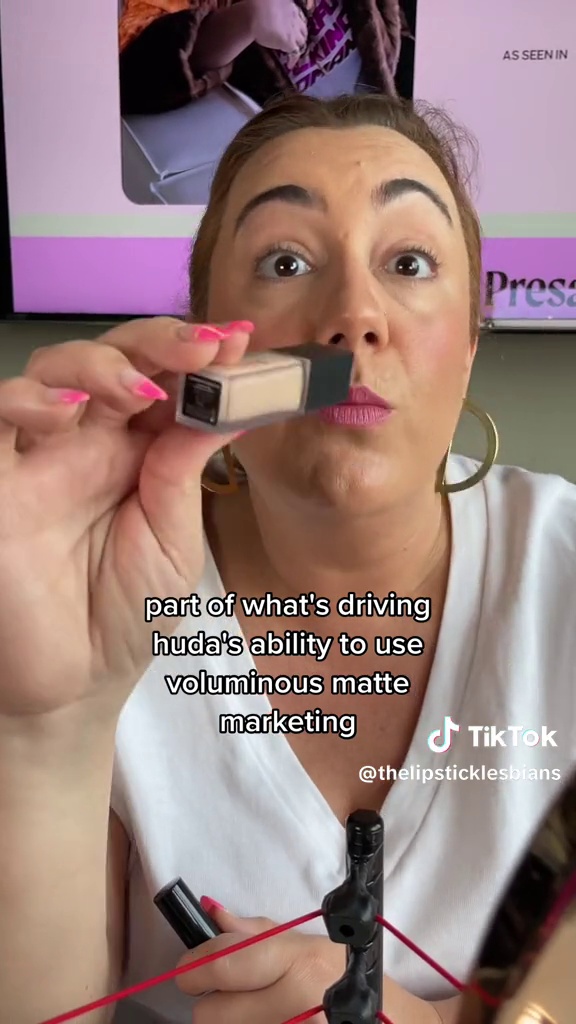 AS SEEN IN
Presa
part of what's driving
huda's ability to use
voluminous matte
marketing
TikTok
@thelipsticklesbians